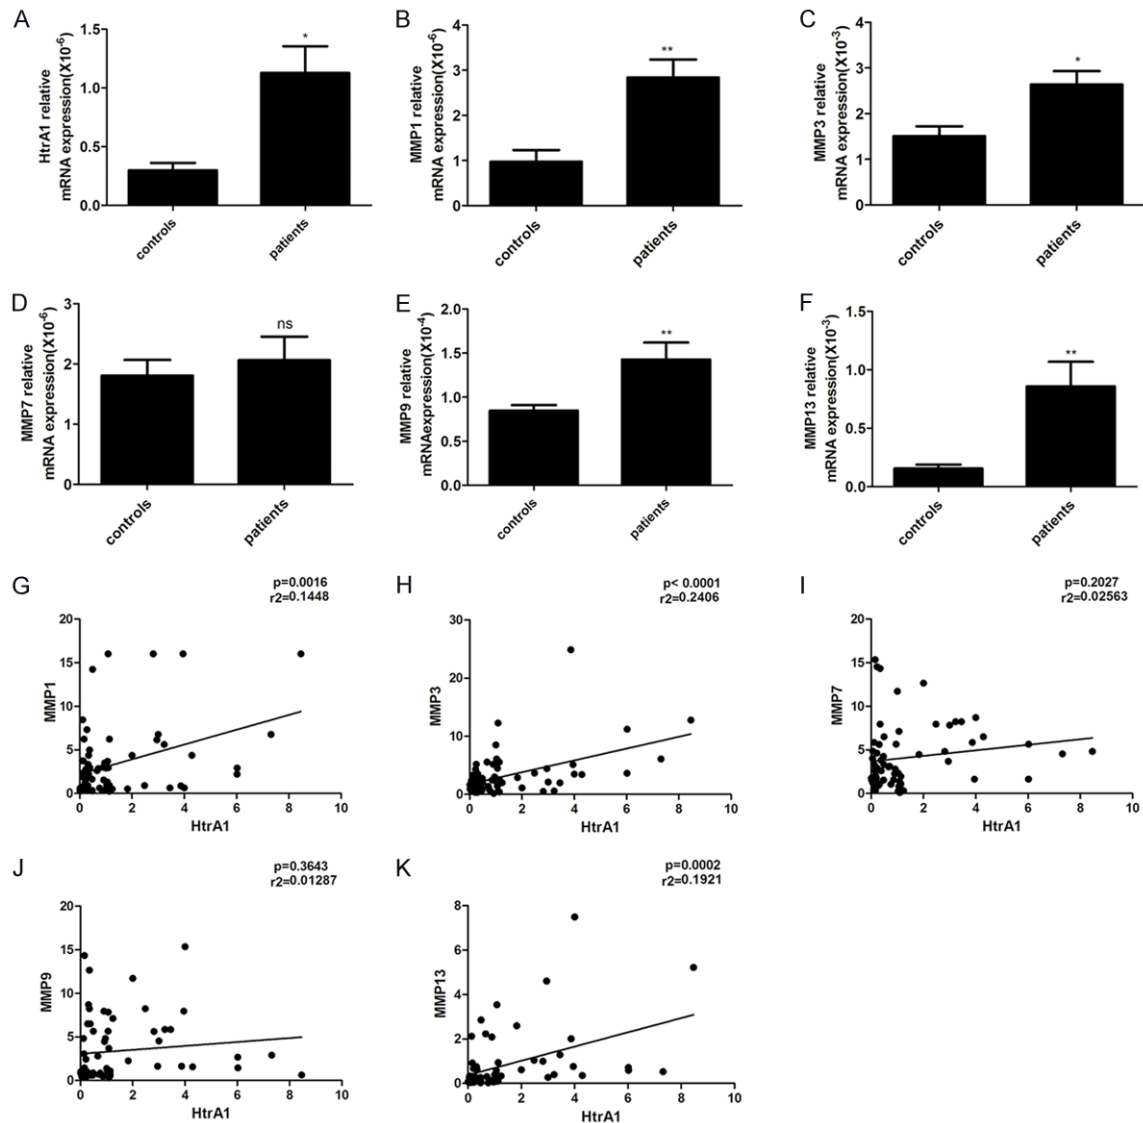 A
HtrA1 relative
mRNA expression(X10-6)
1.5
1.0
0.5
0.0
*
controls
patients
B
MMP1 relative
mRNA expression(X10-6)
4
3
2
1
0
**
controls
patients
C
MMP3 relative
mRNA expression(X10-3)
4
3
2
1
0
*
controls
patients
D
MMP7 relative
mRNA expression(X10-6)
3
2
1
0
ns
controls
patients
E
MMP9 relative
mRNAexpression(X10-4)
2.0
1.5
1.0
0.5
0.0
**
controls
patients
F
MMP13 relative
mRNA expression(X10-3)
1.5
1.0
0.5
0.0
**
controls
patients
G
p=0.0016
r2=0.1448
MMP1
20
15
10
5
0
0 2 4 6 8 10
HtrA1
H
p< 0.0001
r2=0.2406
MMP3
30
20
10
0
0 2 4 6 8 10
HtrA1
I
p=0.2027
r2=0.02563
MMP7
20
15
10
5
0
0 2 4 6 8 10
HtrA1
J
p=0.3643
r2=0.01287
MMP9
20
15
10
5
0
0 2 4 6 8 10
HtrA1
K
p=0.0002
r2=0.1921
MMP13
8
6
4
2
0
0 2 4 6 8 10
HtrA1